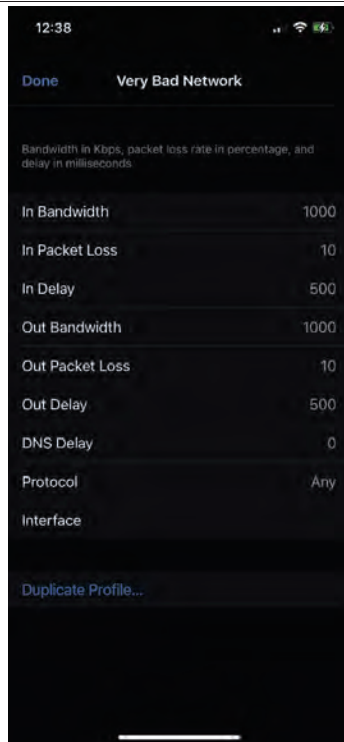 12:38
Done Very Bad Network
Bandwidth in Kbps, packet loss rate in percentage, and
delay in milliseconds
In Bandwidth 1000
In Packet Loss 10
In Delay 500
Out Bandwidth 1000
Out Packet Loss 10
Out Delay 500
DNS Delay 0
Protocol Any
Interface
Duplicate Profile...